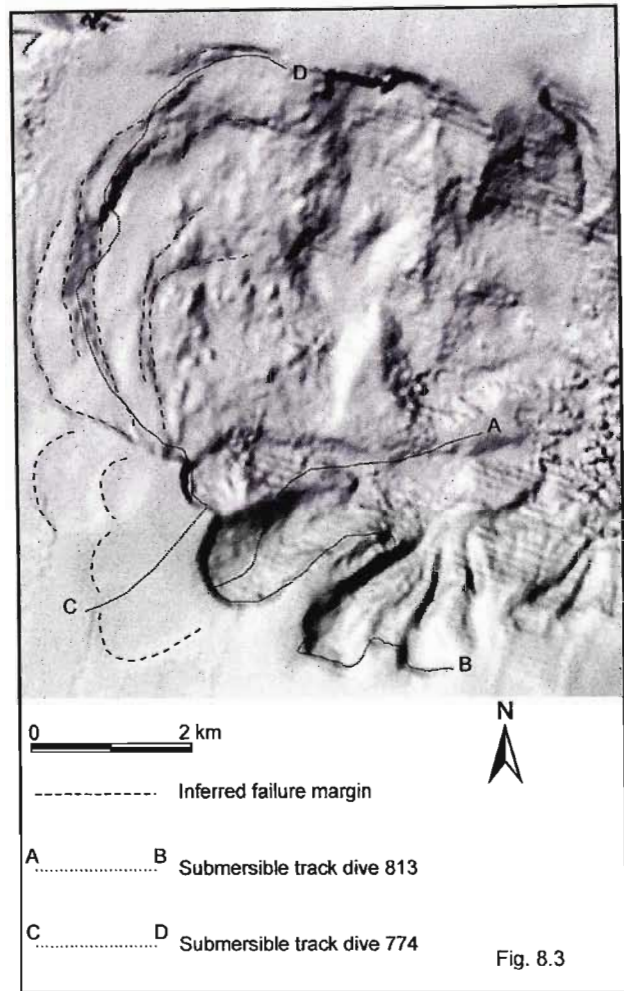 D
A
C
B
0 2 km
N
Inferred failure margin
A B Submersible track dive 813
C D Submersible track dive 774
Fig. 8.3